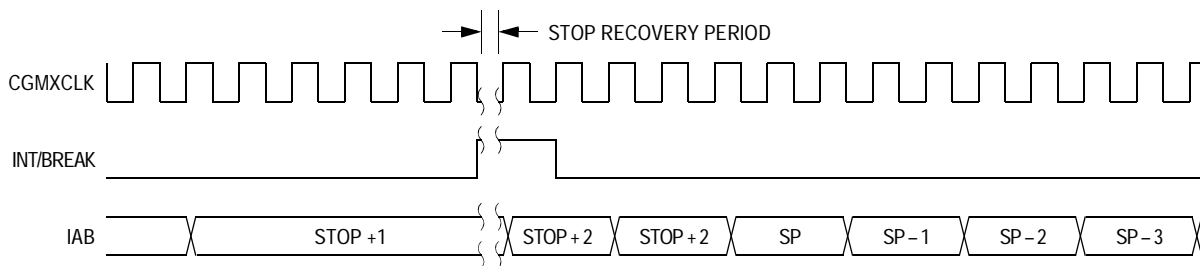 STOP RECOVERY PERIOD
CGMXCLK
INT/BREAK
IAB STOP +1 STOP + 2 STOP + 2 SP SP – 1 SP – 2 SP – 3